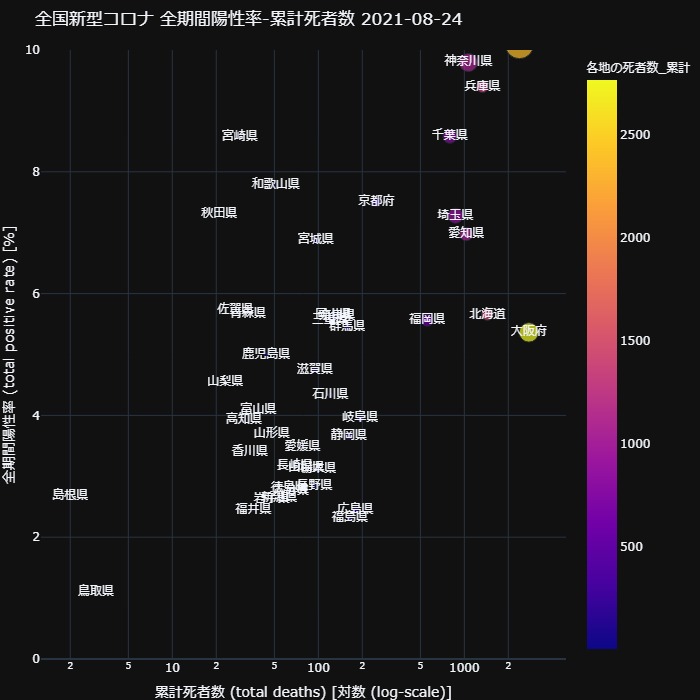 全国新型コロナ 全期間陽性率-累計死者数 2021-08-24
各地の死者数_累計
10
神奈川県
兵庫県
宮崎県
千葉県
2500
8
和歌山県
京都府
秋田県
埼玉県
宮城県
愛知県
2000
6
佐賀県
青森県
福岡県
北海道
群馬県
大阪府
1500
鹿児島県
滋賀県
山梨県
石川県
富山県
4
高知県
岐阜県
山形県
静岡県
愛媛県
香川県
1000
長崎県
栃木県
徳島県
長野県
島根県
福井県
広島県
福島県
2
500
鳥取県
0
2
5
10
2
5
100
2
5
1000
2
全期間陽性率 (total positive rate) [%]
累計死者数 (total deaths) [対数 (log-scale)]